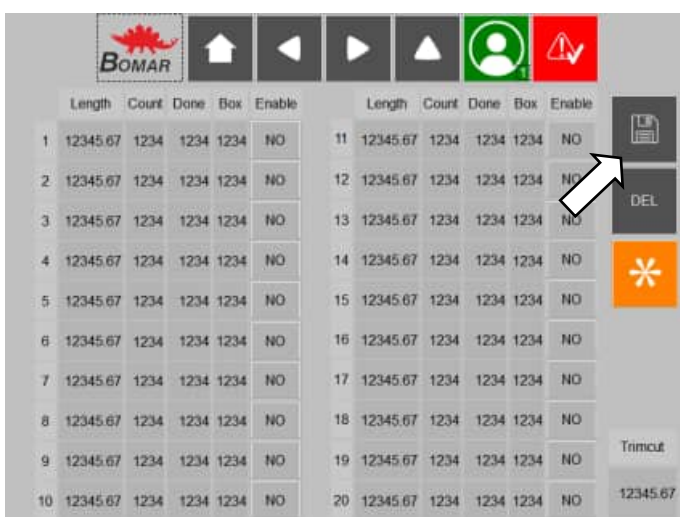 BOMAR
1
Length Count Done Box Enable Length Count Done Box Enable
1 12345.67 1234 1234 1234 NO 11 12345.67 1234 1234 1234 NO
2 12345.67 1234 1234 1234 NO 12 12345.67 1234 1234 1234 NO
DEL
3 12345.67 1234 1234 1234 NO 13 12345.67 1234 1234 1234 NO
4 12345.67 1234 1234 1234 NO 14 12345.67 1234 1234 1234 NO
5 12345.67 1234 1234 1234 NO 15 12345.67 1234 1234 1234 NO
6 12345.67 1234 1234 1234 NO 16 12345.67 1234 1234 1234 NO
7 12345.67 1234 1234 1234 NO 17 12345.67 1234 1234 1234 NO
8 12345.67 1234 1234 1234 NO 18 12345.67 1234 1234 1234 NO
9 12345.67 1234 1234 1234 NO 19 12345.67 1234 1234 1234 NO
Trimcut
10 12345.67 1234 1234 1234 NO 20 12345.67 1234 1234 1234 NO
12345.67